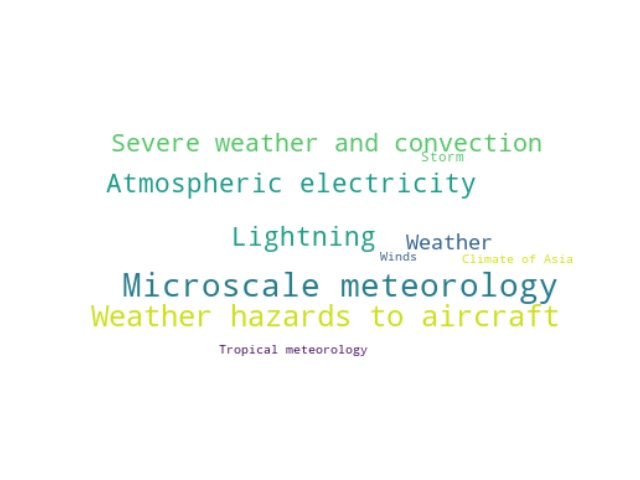 Severe weather and convection
Storm
Atmospheric electricity
Lightning
Weather
Winds
Climate of Asia
Microscale meteorology
Weather hazards to aircraft
Tropical meteorology